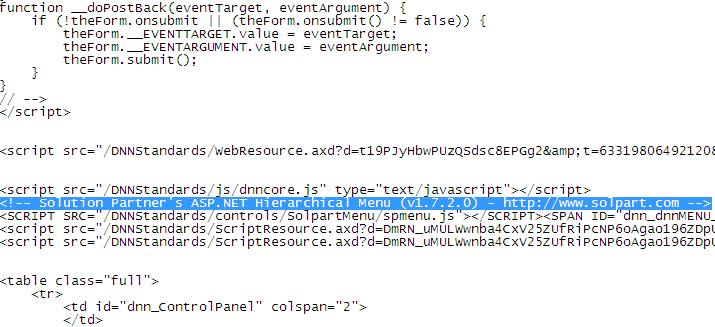 function __doPostBack(eventTarget, eventArgument) {
    if (!theForm.onsubmit || (theForm.onsubmit() != false)) {
        theForm.__EVENTTARGET.value = eventTarget;
        theForm.__EVENTARGUMENT.value = eventArgument;
        theForm.submit();
    }
}
// -->
</script>
<script src="/DNNStandards/WebResource.axd?d=t19PJyHbwPUzQSdsc8EPGg2&amp;t=633198064921208
<script src="/DNNStandards/js/dnncore.js" type="text/javascript"></script>
<!-- Solution Partner's ASP.NET Hierarchical Menu (v1.7.2.0) - http://www.solpart.com -->
<SCRIPT SRC="/DNNStandards/controls/SolpartMenu/spmenu.js"></SCRIPT><SPAN ID="dnn_dnnMENU_
<script src="/DNNStandards/ScriptResource.axd?d=DmRN_uMULWwnba4CxV25ZUfRiPcNP6oAgao196ZDpU
<script src="/DNNStandards/ScriptResource.axd?d=DmRN_uMULWwnba4CxV25ZUfRiPcNP6oAgao196ZDpU
<table class="full">
    <tr>
        <td id="dnn_ControlPanel" colspan="2">
        </td>